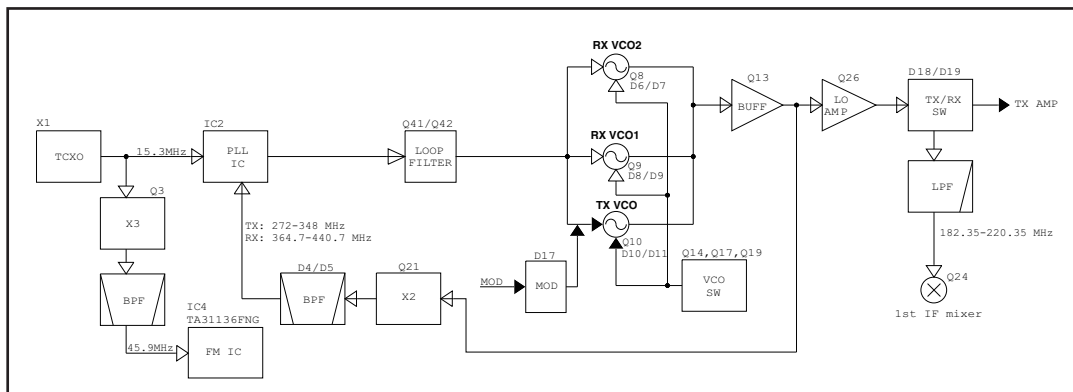 RX VCO2
Q8
D6/D7
Q13
BUFF
Q26
LO
AMP
D18/D19
TX/RX
SW
TX AMP
X1
TCXO
15.3MHz
IC2
PLL
IC
Q41/Q42
LOOP
FILTER
RX VCO1
Q9
D8/D9
LPF
Q3
X3
TX: 272-348 MHz
RX: 364.7-440.7 MHz
TX VCO
Q10
D10/D11
182.35-220.35 MHz
Q14,Q17,Q19
VCO
SW
D17
MOD
MOD
D4/D5
BPF
Q21
X2
BPF
Q24
1st IF mixer
IC4
TA31136FNG
FM IC
45.9MHz